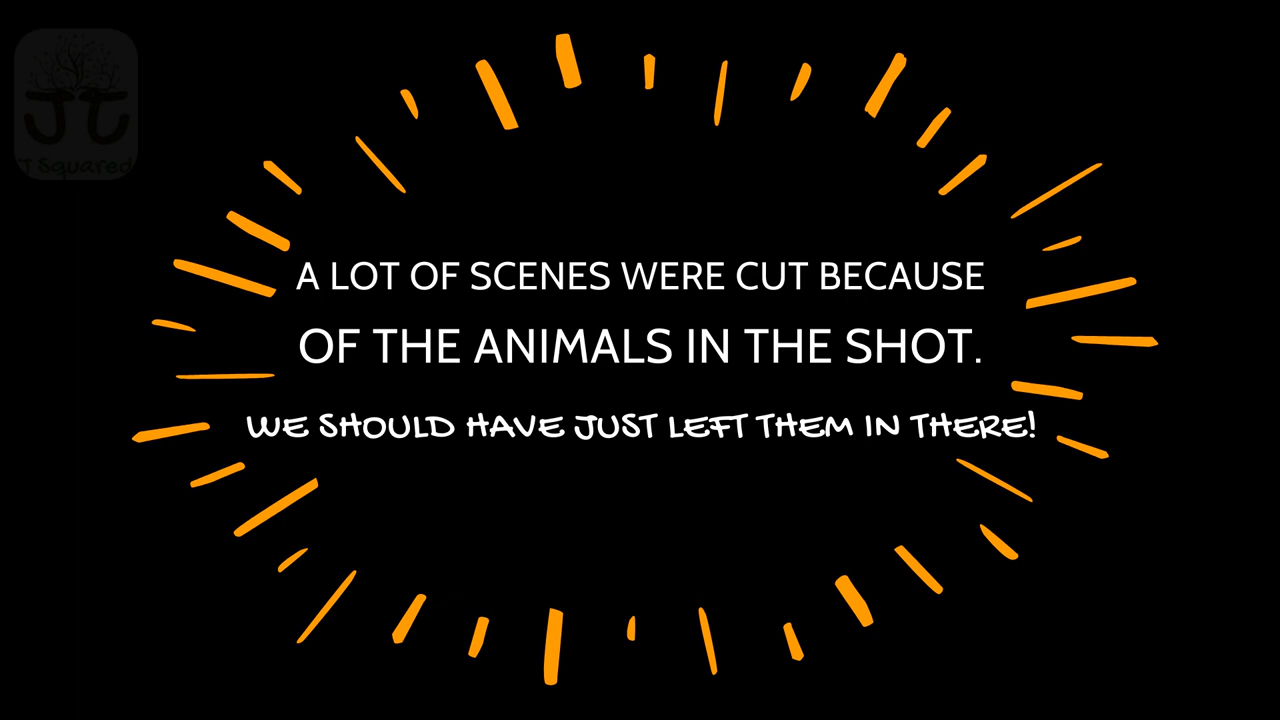 T Squared
A LOT OF SCENES WERE CUT BECAUSE
OF THE ANIMALS IN THE SHOT.
WE SHOULD HAVE JUST LEFT THEM IN THERE!